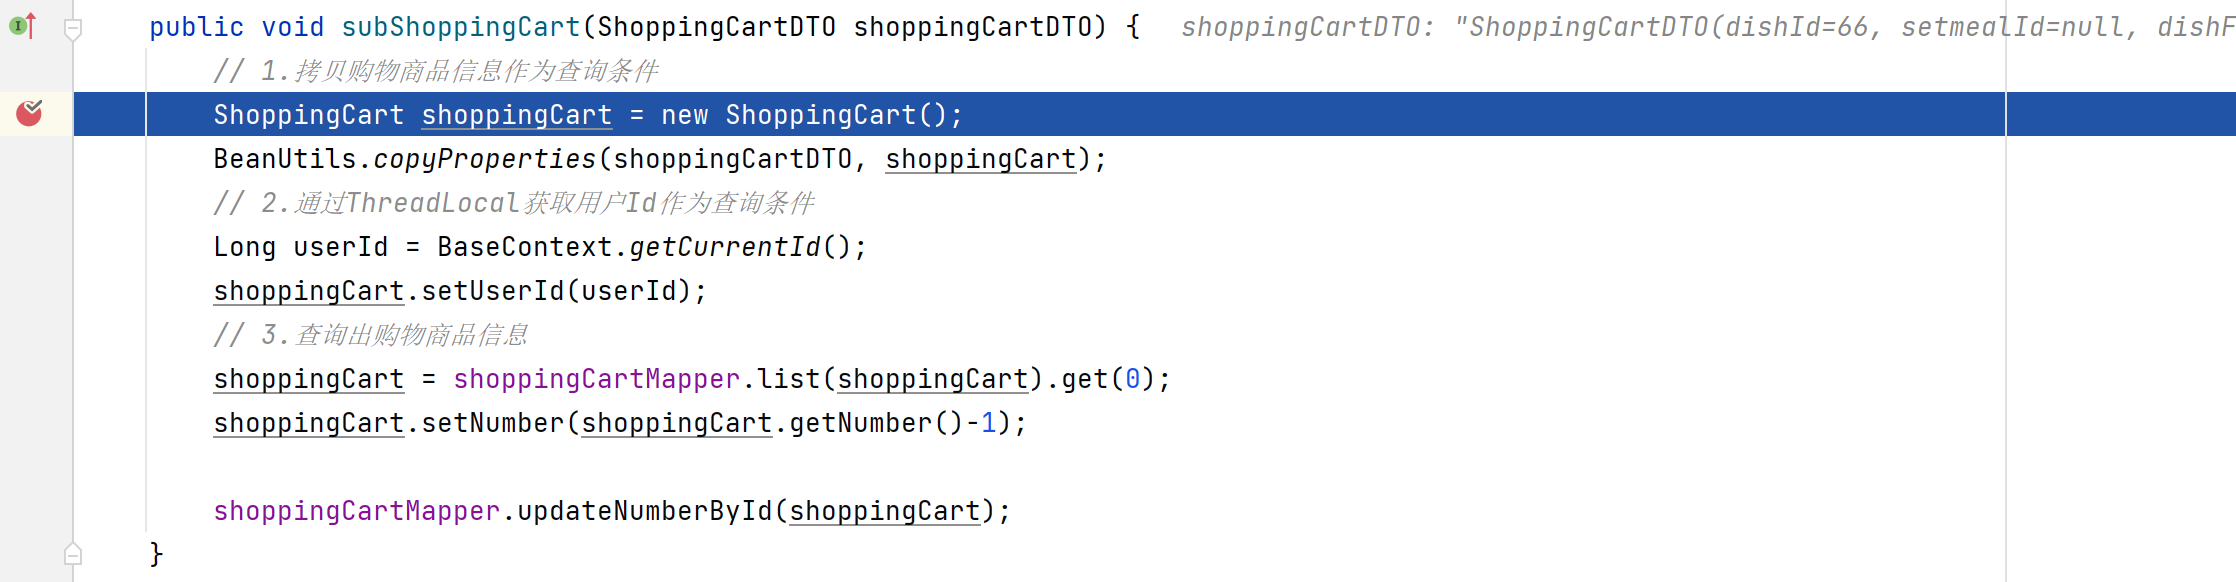 public void subShoppingCart(ShoppingCartDTO shoppingCartDTO) {   shoppingCartDTO: "ShoppingCartDTO(dishId=66, setmealId=null, dishF
// 1.拷贝购物商品信息作为查询条件
ShoppingCart shoppingCart = new ShoppingCart();
BeanUtils.copyProperties(shoppingCartDTO, shoppingCart);
// 2.通过ThreadLocal获取用户Id作为查询条件
Long userId = BaseContext.getCurrentId();
shoppingCart.setUserId(userId);
// 3.查询出购物商品信息
shoppingCart = shoppingCartMapper.list(shoppingCart).get(0);
shoppingCart.setNumber(shoppingCart.getNumber()-1);
shoppingCartMapper.updateNumberById(shoppingCart);
}